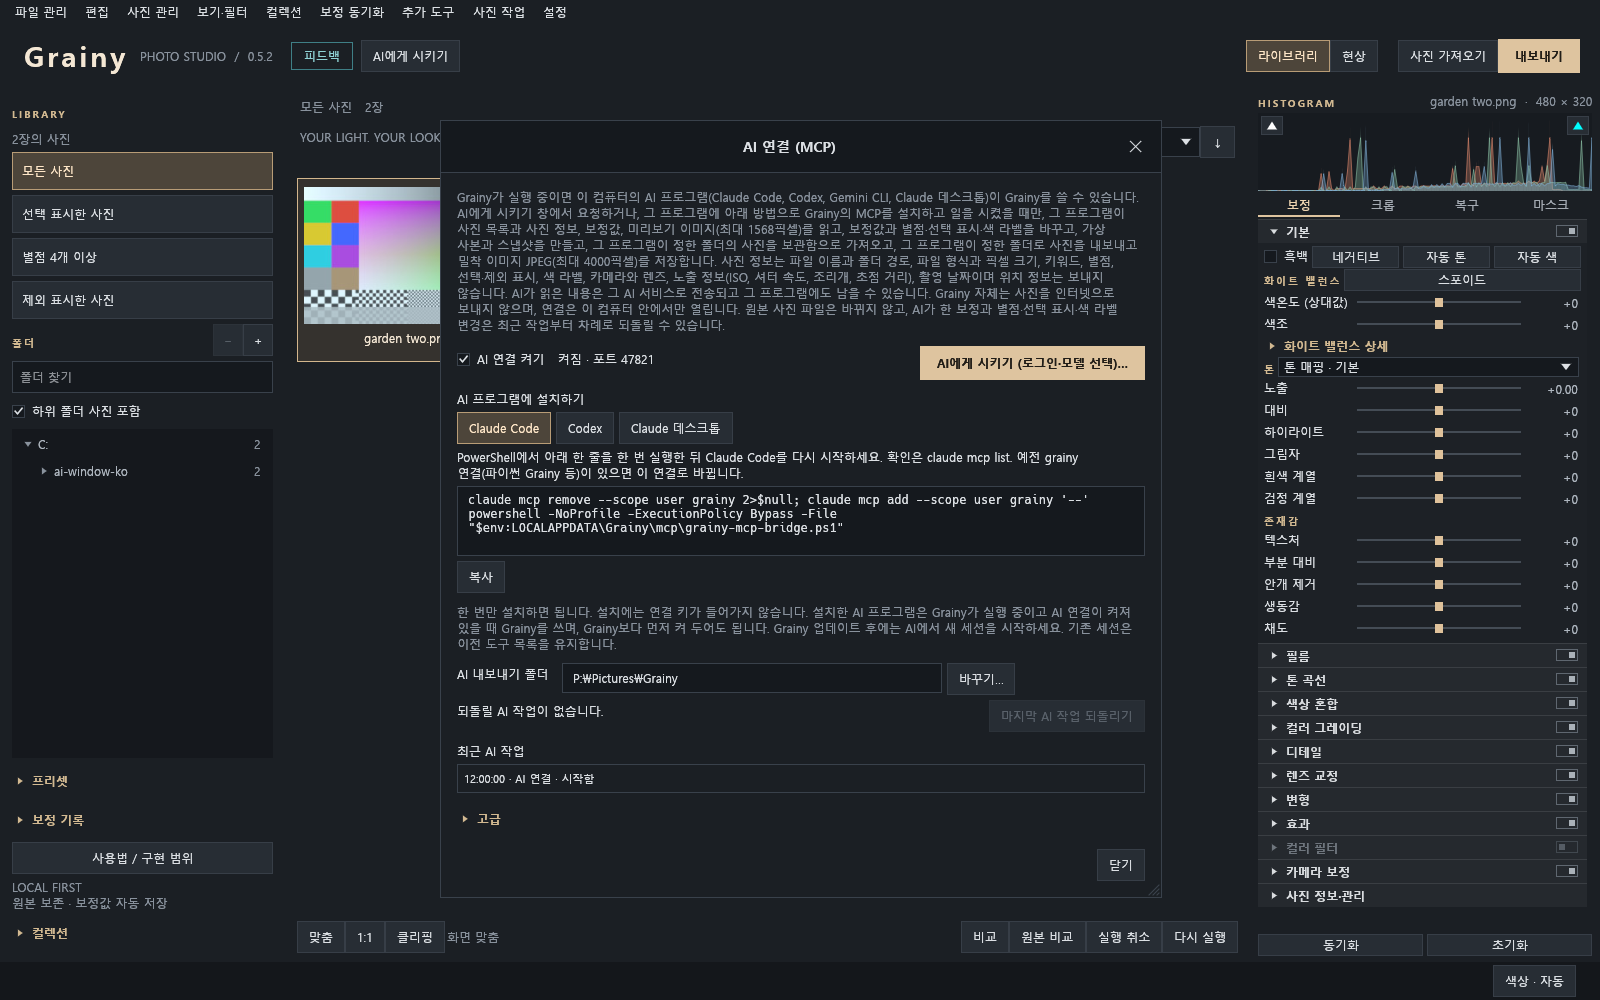 파일 관리 편집 사진 관리 보기·필터 컬렉션 보정 동기화 추가 도구 사진 작업 설정
Grainy PHOTO STUDIO / 0.5.2 피드백 AI에게 시키기 라이브러리 현상 사진 가져오기 내보내기
LIBRARY
2장의 사진
모든 사진
선택 표시한 사진
별점 4개 이상
제외 표시한 사진
폴더 − +
폴더 찾기
하위 폴더 사진 포함
C: 2
ai-window-ko 2
프리셋
보정 기록
사용법 / 구현 범위
LOCAL FIRST
원본 보존 · 보정값 자동 저장
컬렉션
모든 사진 2장
YOUR LIGHT. YOUR LOOK
↓
garden two.pn
AI 연결 (MCP)
Grainy가 실행 중이면 이 컴퓨터의 AI 프로그램(Claude Code, Codex, Gemini CLI, Claude 데스크톱)이 Grainy를 쓸 수 있습니다.
AI에게 시키기 창에서 요청하거나, 그 프로그램에 아래 방법으로 Grainy의 MCP를 설치하고 일을 시켰을 때만, 그 프로그램이
사진 목록과 사진 정보, 보정값, 미리보기 이미지(최대 1568픽셀)를 읽고, 보정값과 별점·선택 표시·색 라벨을 바꾸고, 가상
사본과 스냅샷을 만들고, 그 프로그램이 정한 폴더의 사진을 보관함으로 가져오고, 그 프로그램이 정한 폴더로 사진을 내보내고
밀착 이미지 JPEG(최대 4000픽셀)를 저장합니다. 사진 정보는 파일 이름과 폴더 경로, 파일 형식과 픽셀 크기, 키워드, 별점,
선택·제외 표시, 색 라벨, 카메라와 렌즈, 노출 정보(ISO, 셔터 속도, 조리개, 초점 거리), 촬영 날짜이며 위치 정보는 보내지
않습니다. AI가 읽은 내용은 그 AI 서비스로 전송되고 그 프로그램에도 남을 수 있습니다. Grainy 자체는 사진을 인터넷으로
보내지 않으며, 연결은 이 컴퓨터 안에서만 열립니다. 원본 사진 파일은 바뀌지 않고, AI가 한 보정과 별점·선택 표시·색 라벨
변경은 최근 작업부터 차례로 되돌릴 수 있습니다.
AI 연결 켜기 켜짐 · 포트 47821 AI에게 시키기 (로그인·모델 선택)...
AI 프로그램에 설치하기
Claude Code Codex Claude 데스크톱
PowerShell에서 아래 한 줄을 한 번 실행한 뒤 Claude Code를 다시 시작하세요. 확인은 claude mcp list. 예전 grainy
연결(파이썬 Grainy 등)이 있으면 이 연결로 바뀝니다.
claude mcp remove --scope user grainy 2>$null; claude mcp add --scope user grainy '--'
powershell -NoProfile -ExecutionPolicy Bypass -File
"$env:LOCALAPPDATA\Grainy\mcp\grainy-mcp-bridge.ps1"
복사
한 번만 설치하면 됩니다. 설치에는 연결 키가 들어가지 않습니다. 설치한 AI 프로그램은 Grainy가 실행 중이고 AI 연결이 켜져
있을 때 Grainy를 쓰며, Grainy보다 먼저 켜 두어도 됩니다. Grainy 업데이트 후에는 AI에서 새 세션을 시작하세요. 기존 세션은
이전 도구 목록을 유지합니다.
AI 내보내기 폴더 P:₩Pictures₩Grainy 바꾸기...
되돌릴 AI 작업이 없습니다. 마지막 AI 작업 되돌리기
최근 AI 작업
12:00:00 · AI 연결 · 시작함
고급
닫기
맞춤 1:1 클리핑 화면 맞춤 비교 원본 비교 실행 취소 다시 실행
HISTOGRAM garden two.png · 480 × 320
보정 크롭 복구 마스크
기본
흑백 네거티브 자동 톤 자동 색
화이트 밸런스 스포이드
색온도 (상대값) +0
색조 +0
화이트 밸런스 상세
톤 톤 매핑 · 기본
노출 +0.00
대비 +0
하이라이트 +0
그림자 +0
흰색 계열 +0
검정 계열 +0
존재감
텍스처 +0
부분 대비 +0
안개 제거 +0
생동감 +0
채도 +0
필름
톤 곡선
색상 혼합
컬러 그레이딩
디테일
렌즈 교정
변형
효과
컬러 필터
카메라 보정
사진 정보·관리
동기화 초기화
색상 · 자동